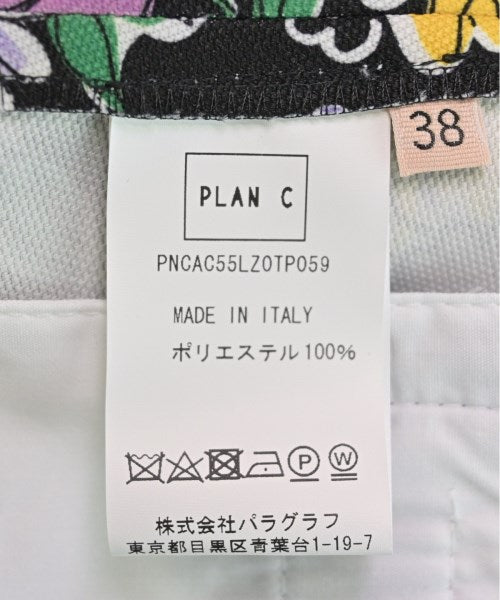 38
PLAN C
PNCAC55LZ0TP059
MADE IN ITALY
ポリエステル100%
P W
株式会社パラグラフ
東京都目黒区青葉台1-19-7